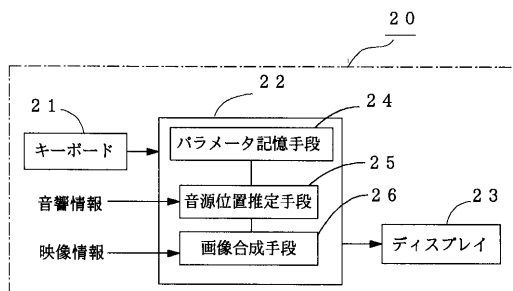 ２０
２２
２１
２４
パラメータ記憶手段
キーボード
２５
音響情報
音源位置推定手段
２６
２３
映像情報
画像合成手段
ディスプレイ